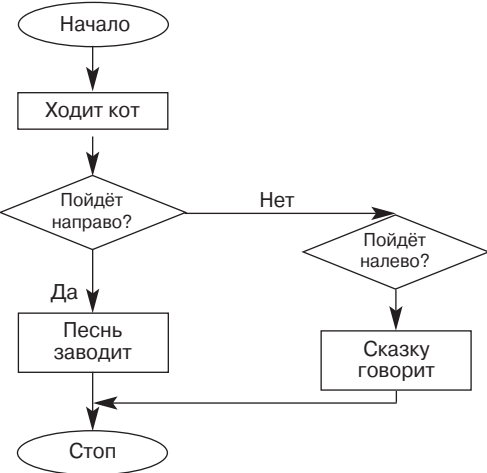 Начало
Ходит кот
Пойдёт
направо?
Нет
Пойдёт
налево?
Да
Песнь
заводит
Сказку
говорит
Стоп